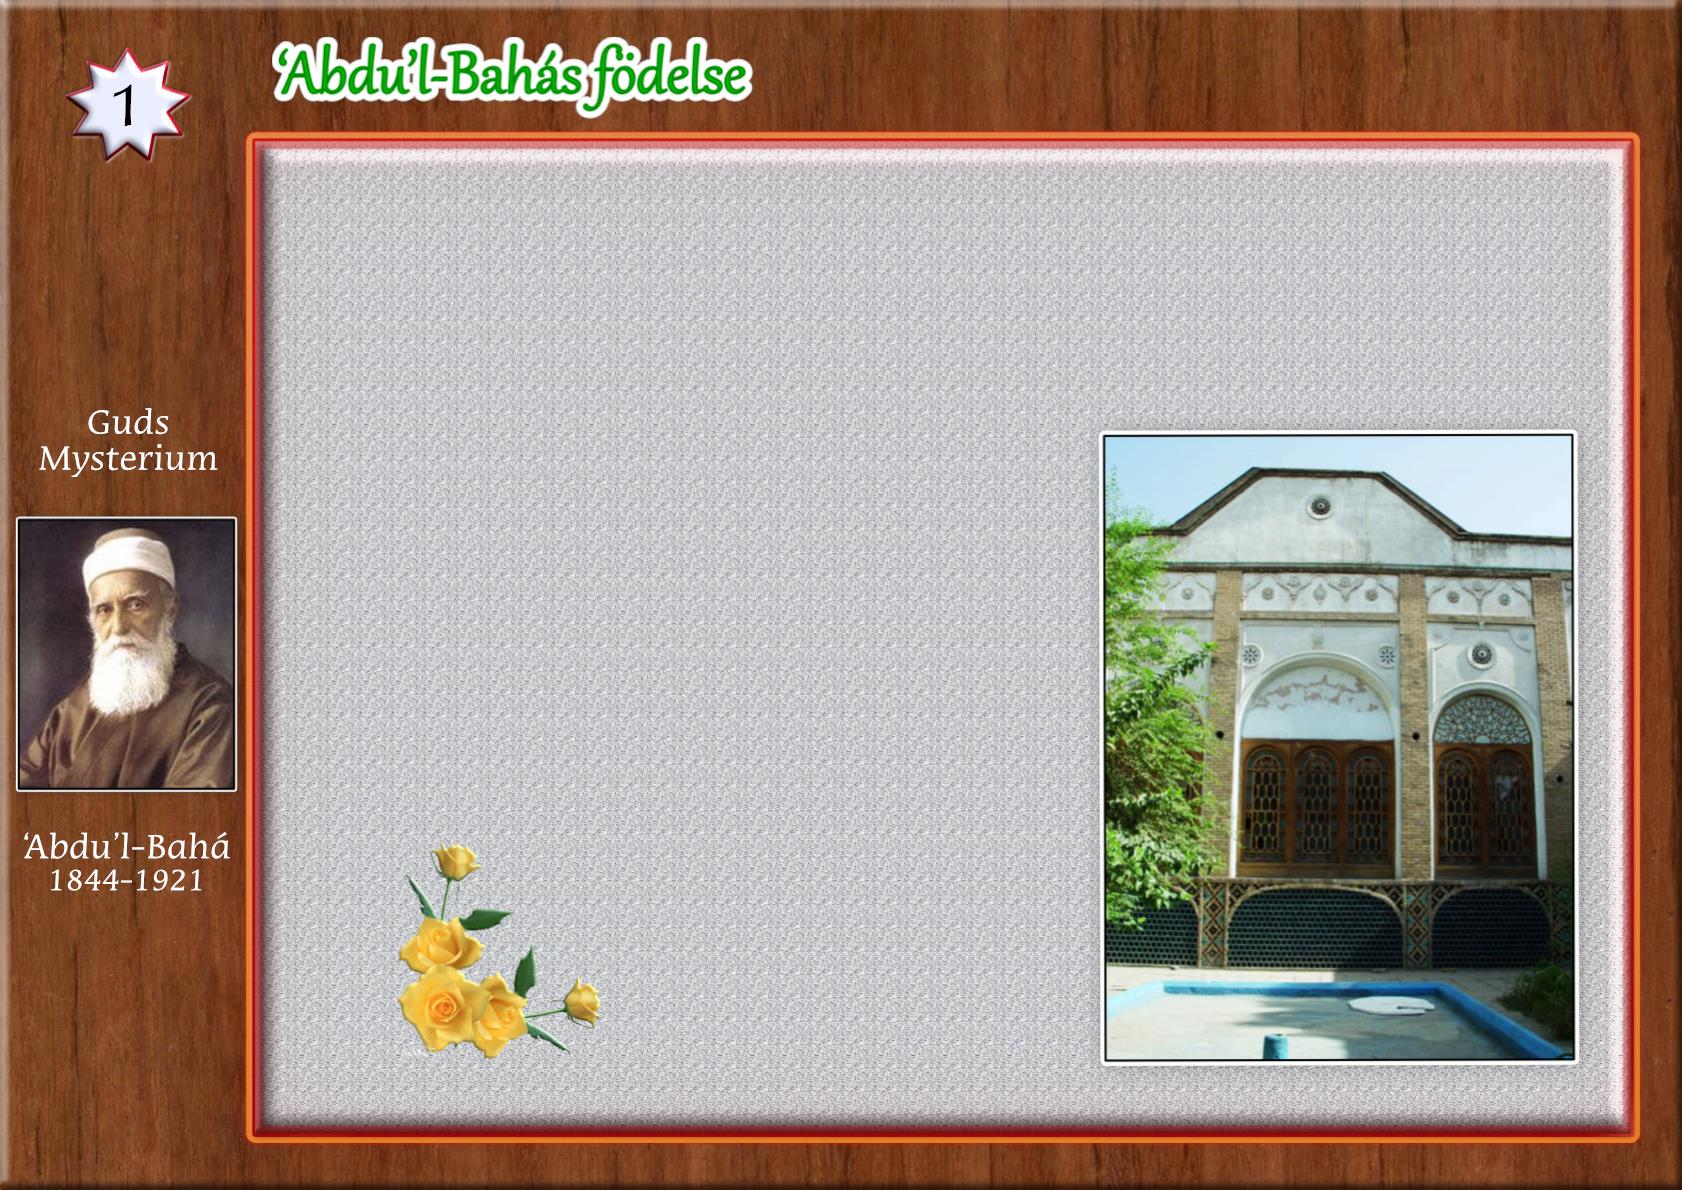 1
‘Abdu’l-Bahás födelse
Guds
Mysterium
‘Abdu’l-Bahá
1844-1921